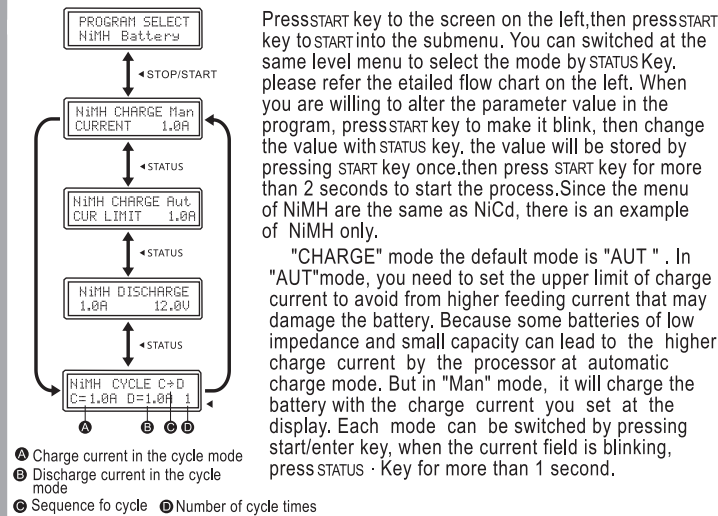 PROGRAM SELECT
NiMH Battery
STOP/START
NiMH CHARGE Man
CURRENT 1.0A
STATUS
NiMH CHARGE Aut
CUR LIMIT 1.0A
STATUS
NiMH DISCHARGE
1.0A 12.0V
STATUS
NiMH CYCLE C→D
C=1.0A D=1.0A 1
A B C D
A Charge current in the cycle mode
B Discharge current in the cycle
mode
C Sequence fo cycle D Number of cycle times
Press START key to the screen on the left,then press START
key to START into the submenu. You can switched at the
same level menu to select the mode by STATUS Key.
please refer the etailed flow chart on the left. When
you are willing to alter the parameter value in the
program, press START key to make it blink, then change
the value with STATUS key. the value will be stored by
pressing START key once.then press START key for more
than 2 seconds to start the process.Since the menu
of NiMH are the same as NiCd, there is an example
of NiMH only.
"CHARGE" mode the default mode is "AUT " . In
"AUT"mode, you need to set the upper limit of charge
current to avoid from higher feeding current that may
damage the battery. Because some batteries of low
impedance and small capacity can lead to the higher
charge current by the processor at automatic
charge mode. But in "Man" mode, it will charge the
battery with the charge current you set at the
display. Each mode can be switched by pressing
start/enter key, when the current field is blinking,
press STATUS · Key for more than 1 second.